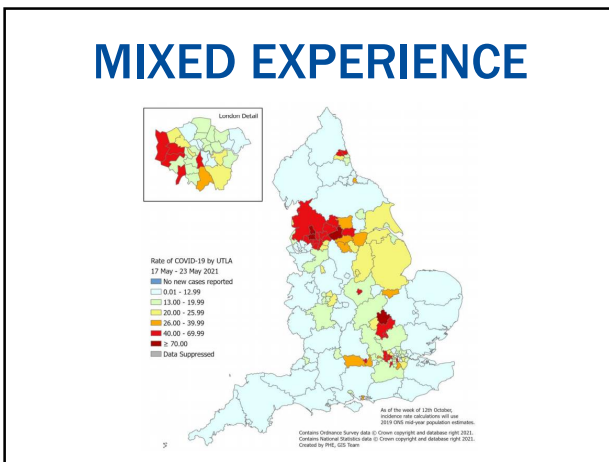 MIXED EXPERIENCE
London Detail
Rate of COVID-19 by UTLA
17 May - 23 May 2021
No new cases reported
0.01 - 12.99
13.00 - 19.99
20.00 - 25.99
26.00 - 39.99
40.00 - 69.99
≥ 70.00
Data Suppressed
As of the week of 12th October,
incidence rate calculations will use
2019 ONS mid-year population estimates.
Contains Ordnance Survey data © Crown copyright and database right 2021.
Contains National Statistics data © Crown copyright and database right 2021.
Created by PHE, GIS Team